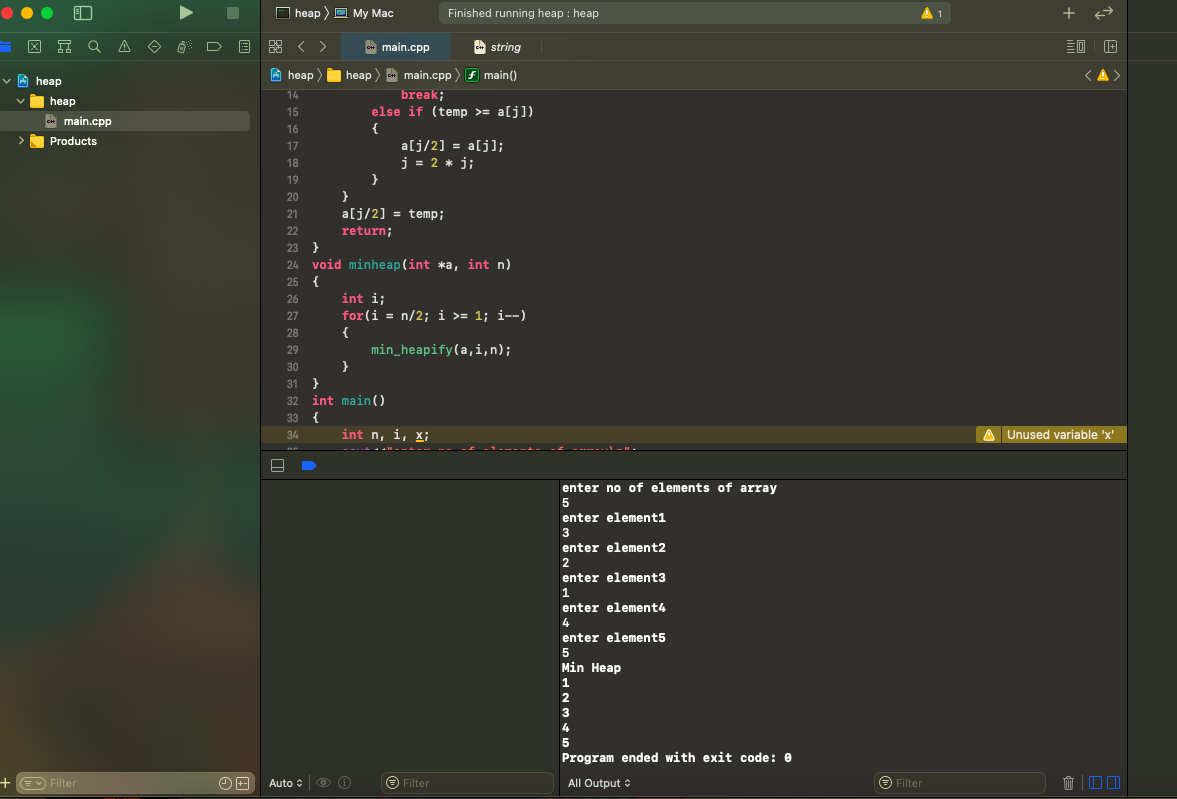 heap 〉 My Mac
Finished running heap : heap
1
main.cpp
string
heap 〉 heap 〉 main.cpp 〉 main()
heap
heap
main.cpp
Products
14 break;
15 else if (temp >= a[j])
16 {
17 a[j/2] = a[j];
18 j = 2 * j;
19 }
20 }
21 a[j/2] = temp;
22 return;
23 }
24 void minheap(int *a, int n)
25 {
26 int i;
27 for(i = n/2; i >= 1; i--)
28 {
29 min_heapify(a,i,n);
30 }
31 }
32 int main()
33 {
34 int n, i, x;
Unused variable 'x'
enter no of elements of array
5
enter element1
3
enter element2
2
enter element3
1
enter element4
4
enter element5
5
Min Heap
1
2
3
4
5
Program ended with exit code: 0
Filter
Auto
Filter
All Output
Filter